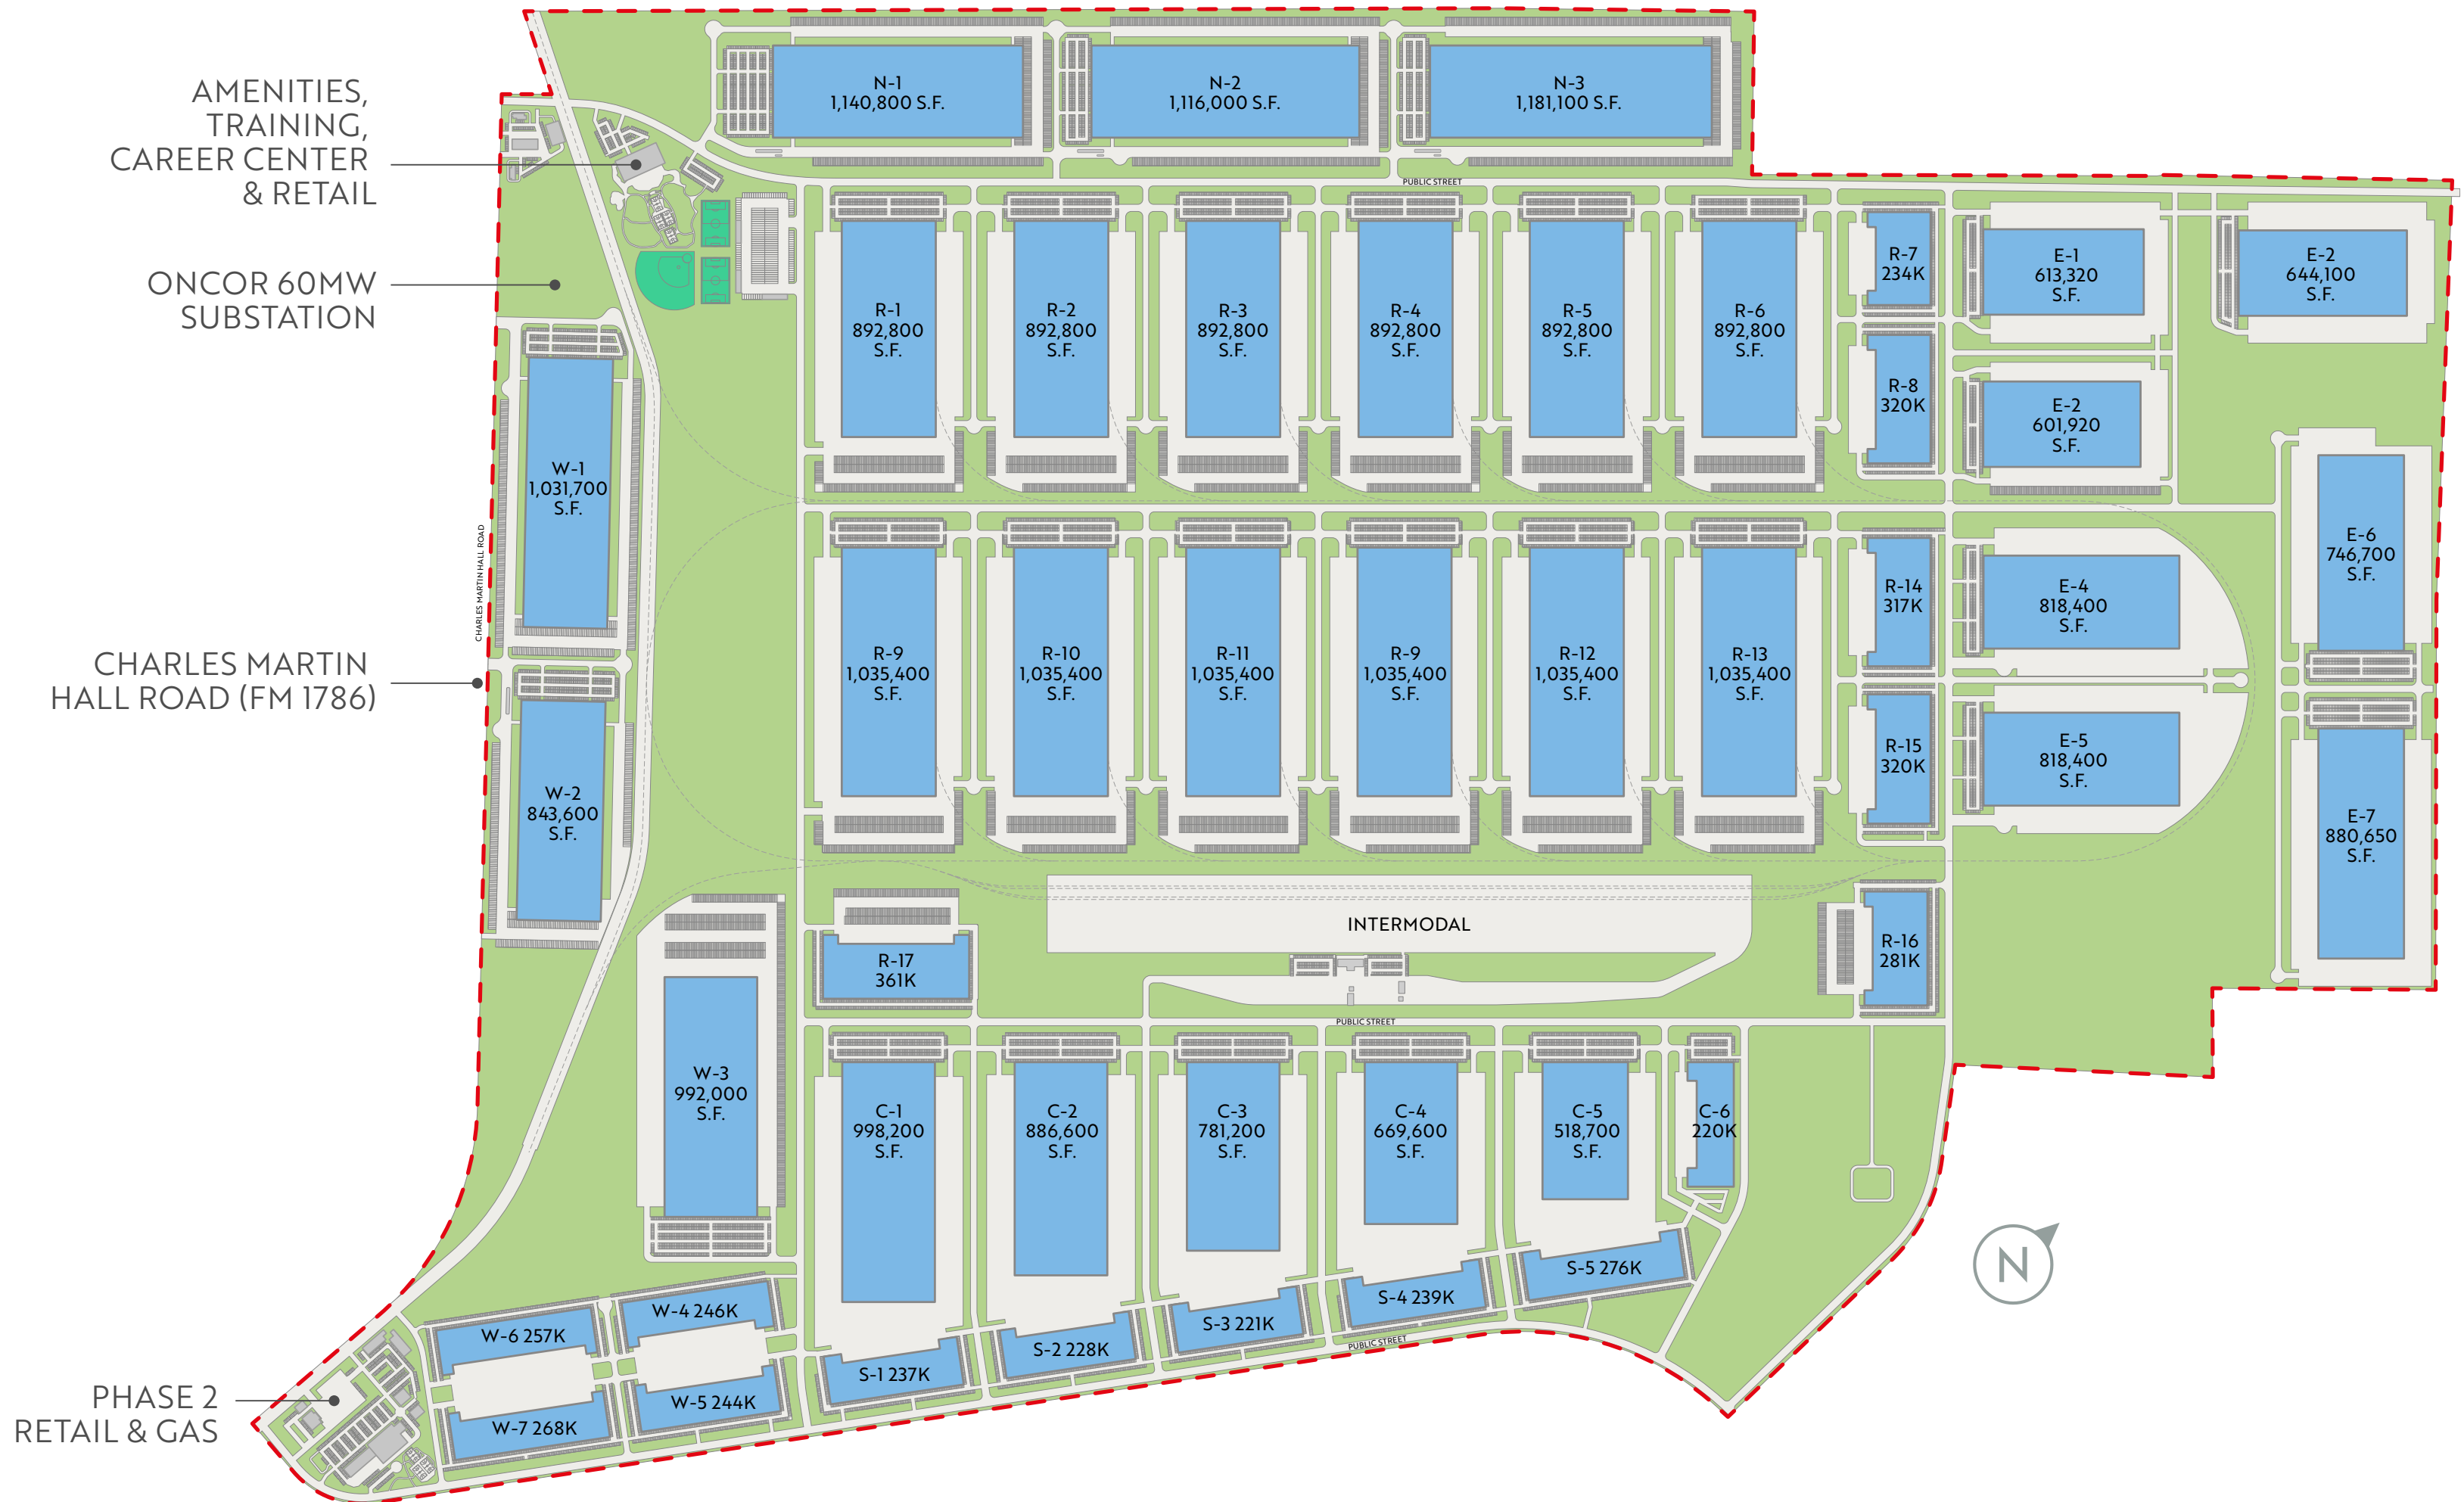 AMENITIES,
TRAINING,
CAREER CENTER
& RETAIL
ONCOR 60MW
SUBSTATION
CHARLES MARTIN
HALL ROAD (FM 1786)
PHASE 2
RETAIL & GAS
CHARLES MARTIN HALL ROAD
N-1
1,140,800 S.F.
N-2
1,116,000 S.F.
N-3
1,181,100 S.F.
PUBLIC STREET
R-1
892,800
S.F.
R-2
892,800
S.F.
R-3
892,800
S.F.
R-4
892,800
S.F.
R-5
892,800
S.F.
R-6
892,800
S.F.
R-7
234K
R-8
320K
E-1
613,320
S.F.
E-2
644,100
S.F.
E-2
601,920
S.F.
W-1
1,031,700
S.F.
W-2
843,600
S.F.
R-9
1,035,400
S.F.
R-10
1,035,400
S.F.
R-11
1,035,400
S.F.
R-9
1,035,400
S.F.
R-12
1,035,400
S.F.
R-13
1,035,400
S.F.
R-14
317K
R-15
320K
E-4
818,400
S.F.
E-5
818,400
S.F.
E-6
746,700
S.F.
E-7
880,650
S.F.
INTERMODAL
R-17
361K
R-16
281K
PUBLIC STREET
W-3
992,000
S.F.
C-1
998,200
S.F.
C-2
886,600
S.F.
C-3
781,200
S.F.
C-4
669,600
S.F.
C-5
518,700
S.F.
C-6
220K
W-6 257K
W-4 246K
W-7 268K
W-5 244K
S-1 237K
S-2 228K
S-3 221K
S-4 239K
S-5 276K
PUBLIC STREET
N